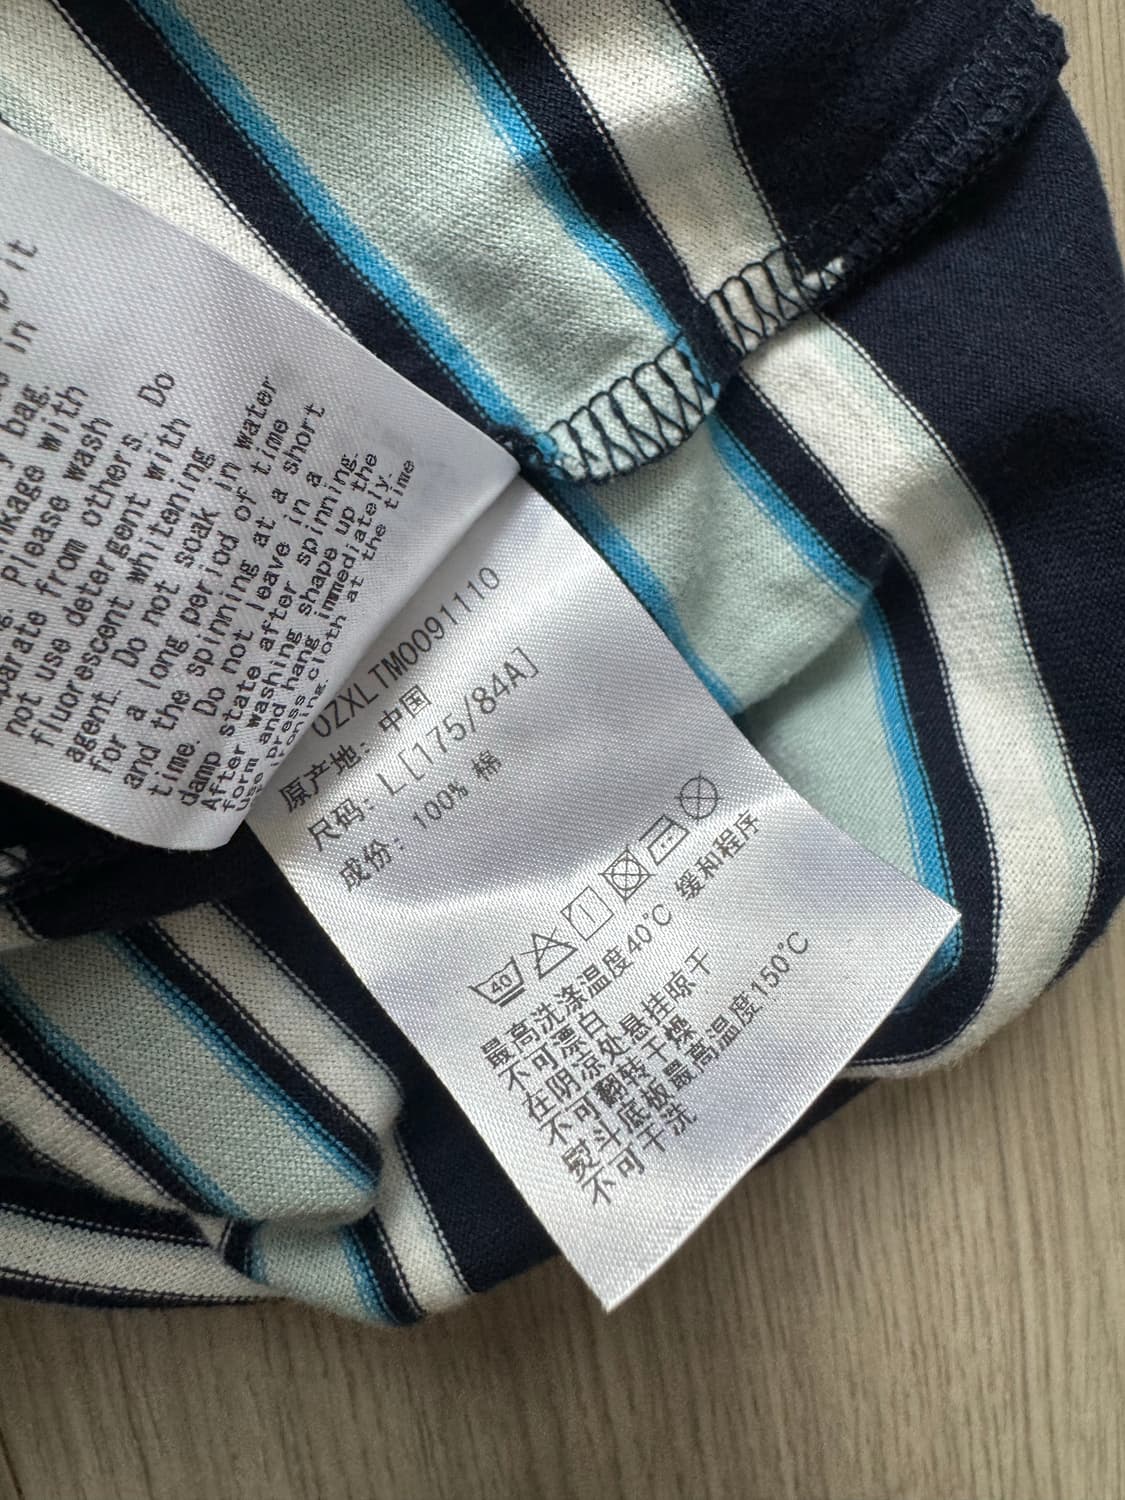 it
in
bag.
with
Please wash Do
from others.
not use detergent with
fluorescent whitening
agent. Do not soak in water
for a long period of time
and the spinning at a short
time. Do not leave in a
damp state after spinning.
After washing shape up the
form and hang immediately.
press cloth at the time
0ZXLTM0091110
原产地: 中国
尺码: L[175/84A]
成份: 100% 棉
40
最高洗涤温度40°C 缓和程序
不可漂白
在阴凉处悬挂晾干
不可翻转干燥
熨斗底板最高温度150°C
不可干洗